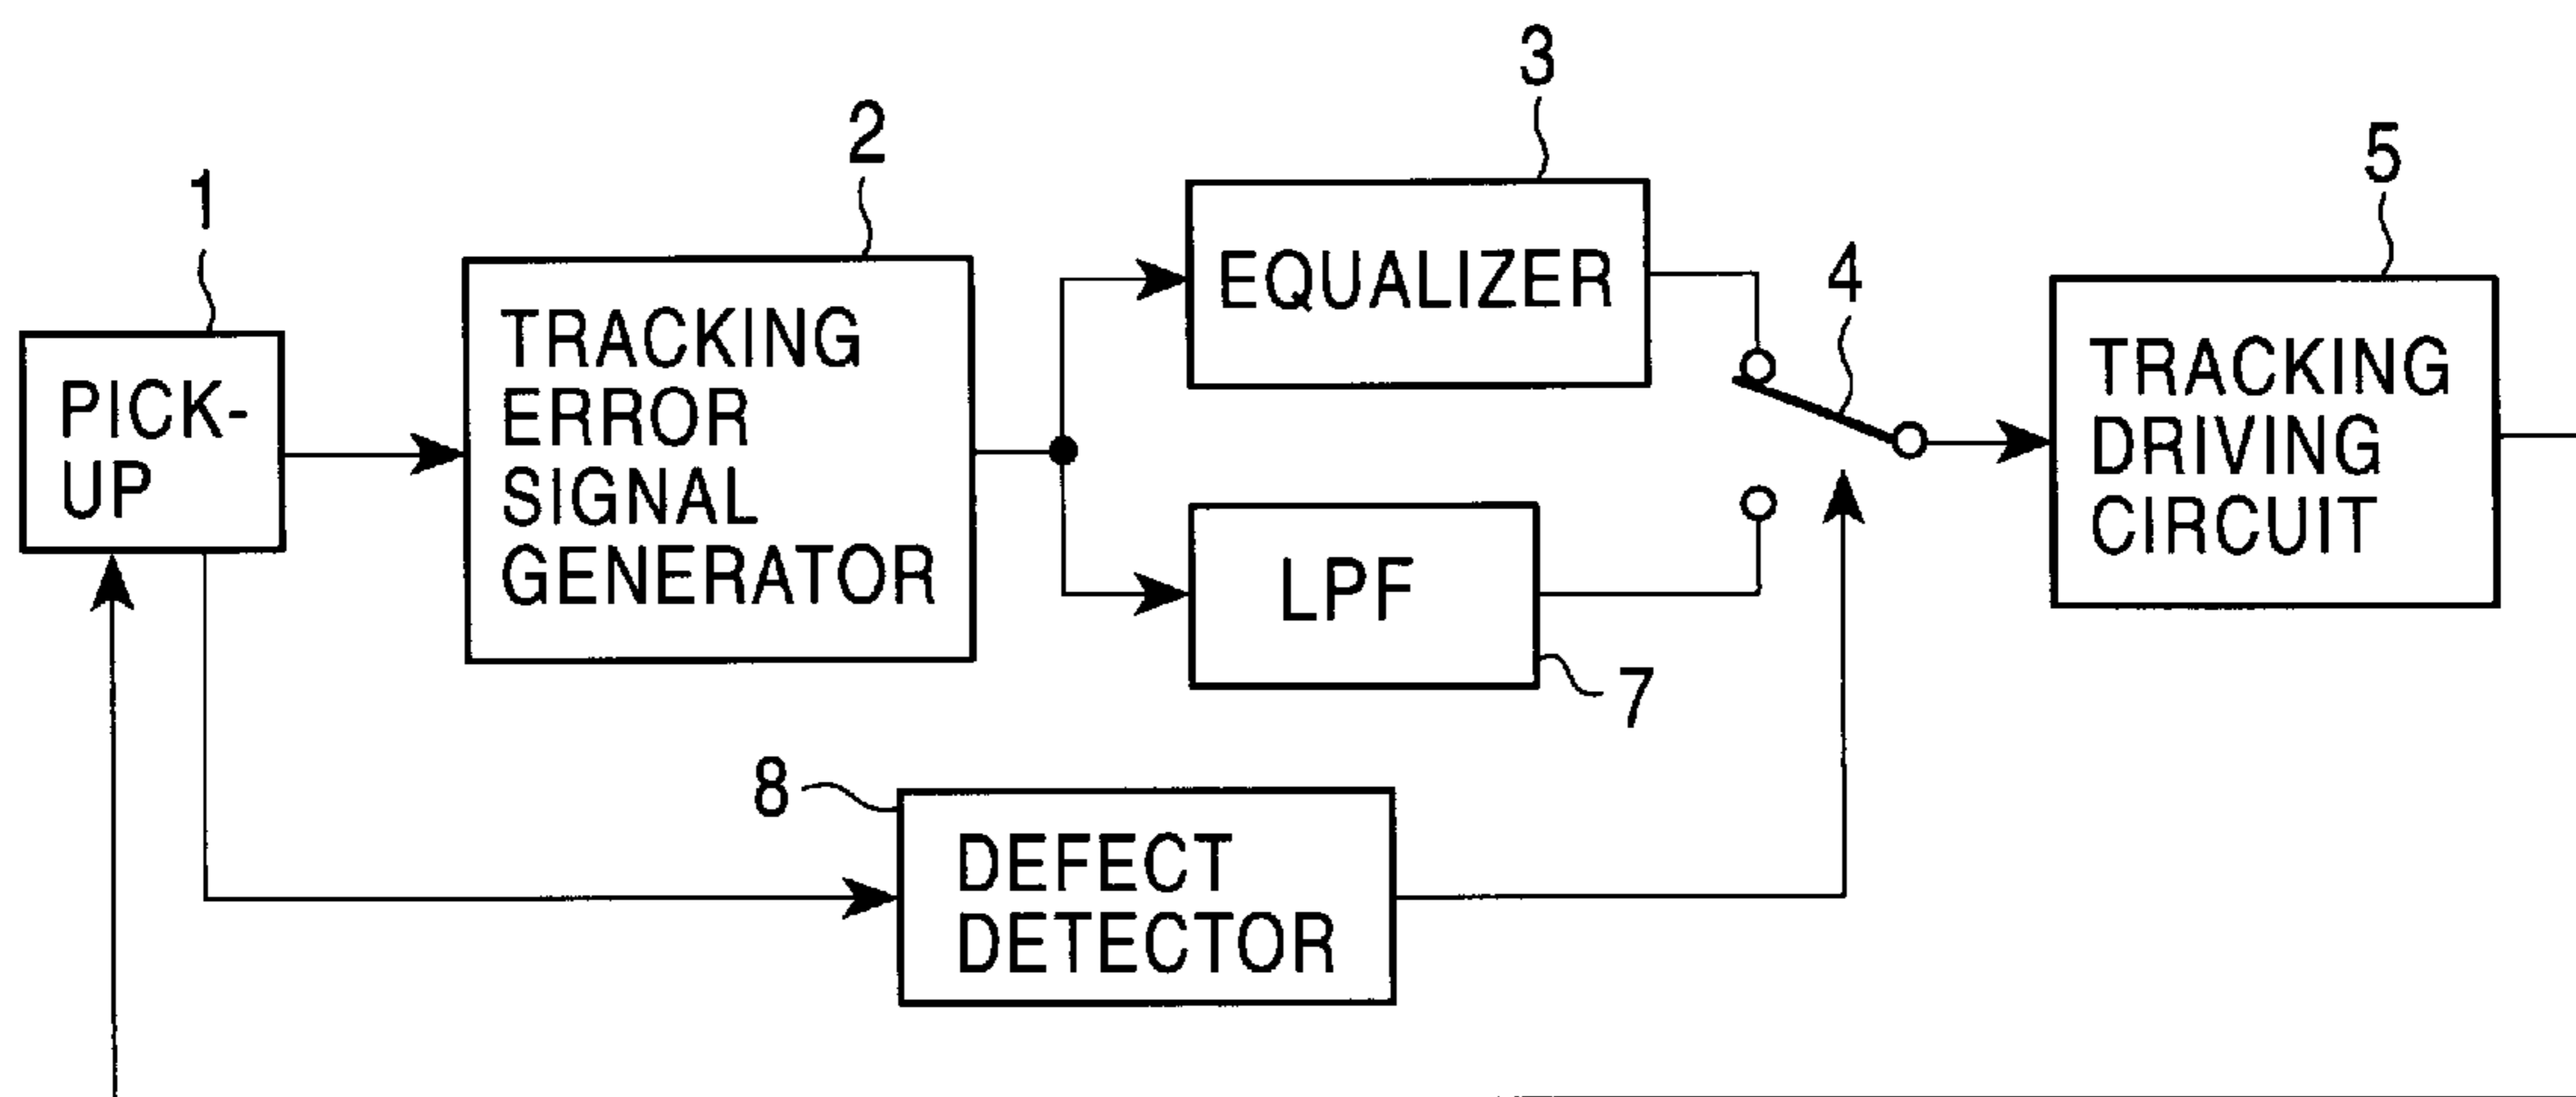 1
PICK-
UP
2
TRACKING
ERROR
SIGNAL
GENERATOR
3
EQUALIZER
4
5
TRACKING
DRIVING
CIRCUIT
LPF
7
8
DEFECT
DETECTOR